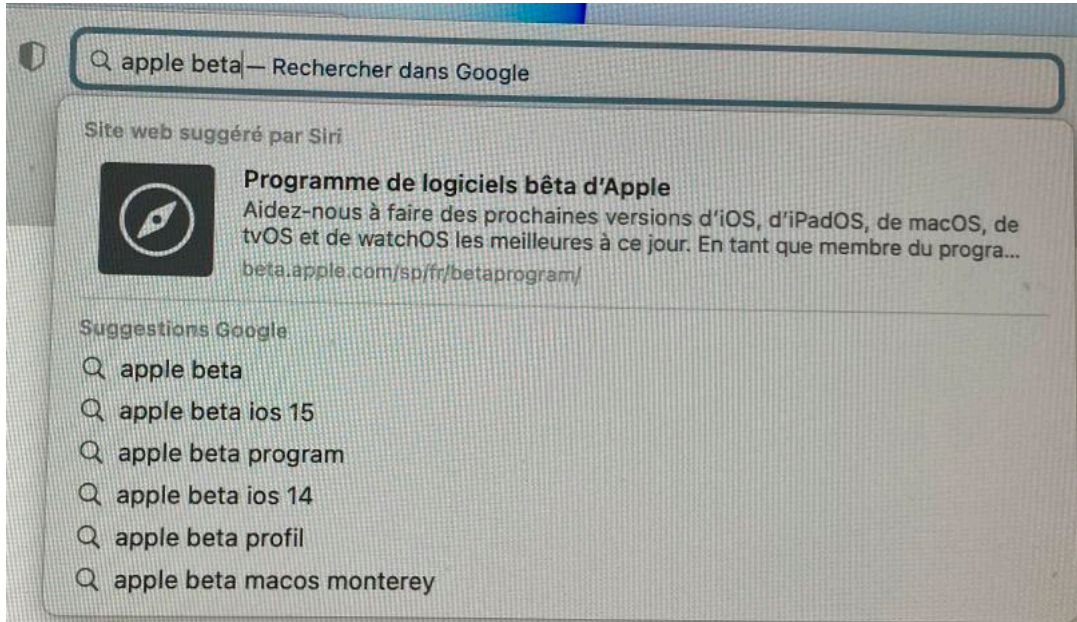 apple beta — Rechercher dans Google
Site web suggéré par Siri
Programme de logiciels bêta d'Apple
Aidez-nous à faire des prochaines versions d'iOS, d'iPadOS, de macOS, de
tvOS et de watchOS les meilleures à ce jour. En tant que membre du progra...
beta.apple.com/sp/fr/betaprogram/
Suggestions Google
apple beta
apple beta ios 15
apple beta program
apple beta ios 14
apple beta profil
apple beta macos monterey